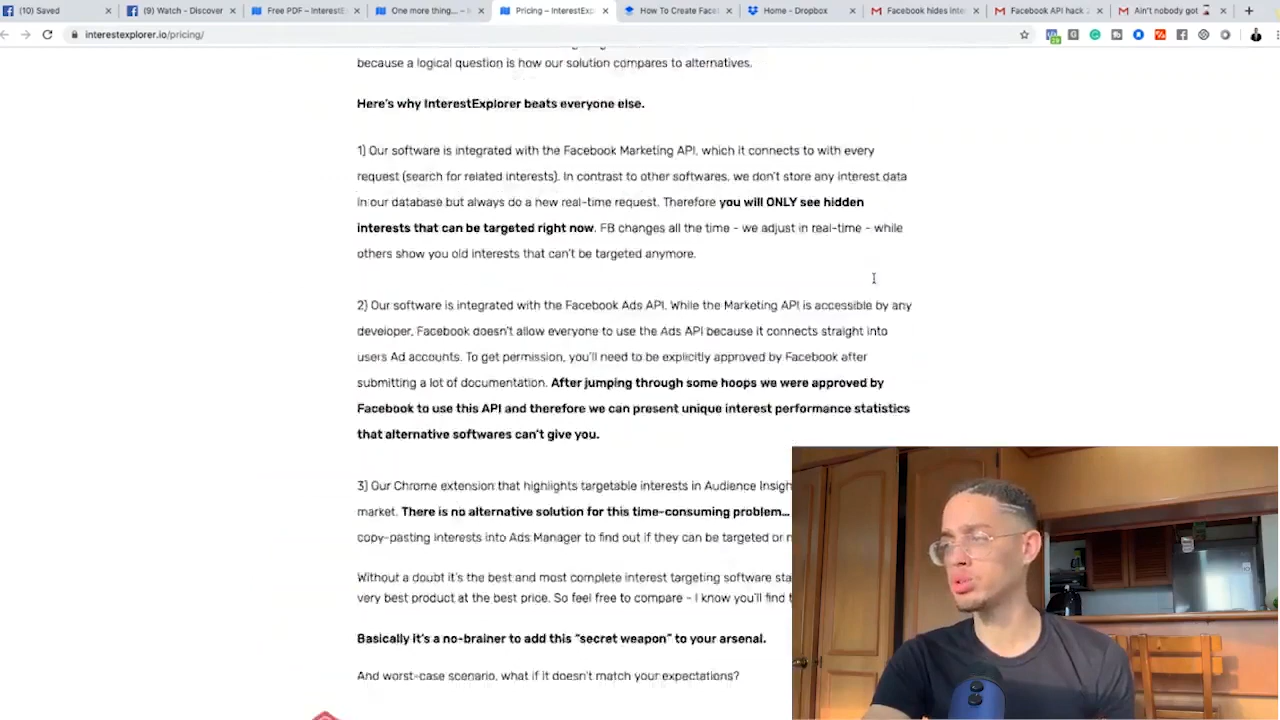 (10) Saved
(9) Watch - Discover
Free PDF – InterestE
One more thing...
Pricing – InterestExp
How To Create Face
Home - Dropbox
Facebook hides inte
Facebook API hack
Ain't nobody got
interestexplorer.io/pricing/
because a logical question is how our solution compares to alternatives.
Here's why InterestExplorer beats everyone else.
1) Our software is integrated with the Facebook Marketing API, which it connects to with every
request (search for related interests). In contrast to other softwares, we don't store any interest data
in our database but always do a new real-time request. Therefore you will ONLY see hidden
interests that can be targeted right now. FB changes all the time - we adjust in real-time - while
others show you old interests that can't be targeted anymore.
2) Our software is integrated with the Facebook Ads API. While the Marketing API is accessible by any
developer, Facebook doesn't allow everyone to use the Ads API because it connects straight into
users Ad accounts. To get permission, you'll need to be explicitly approved by Facebook after
submitting a lot of documentation. After jumping through some hoops we were approved by
Facebook to use this API and therefore we can present unique interest performance statistics
that alternative softwares can't give you.
3) Our Chrome extension that highlights targetable interests in Audience Insigh
market. There is no alternative solution for this time-consuming problem...
copy-pasting interests into Ads Manager to find out if they can be targeted or n
Without a doubt it's the best and most complete interest targeting software sta
very best product at the best price. So feel free to compare - I know you'll find t
Basically it's a no-brainer to add this "secret weapon" to your arsenal.
And worst-case scenario, what if it doesn't match your expectations?